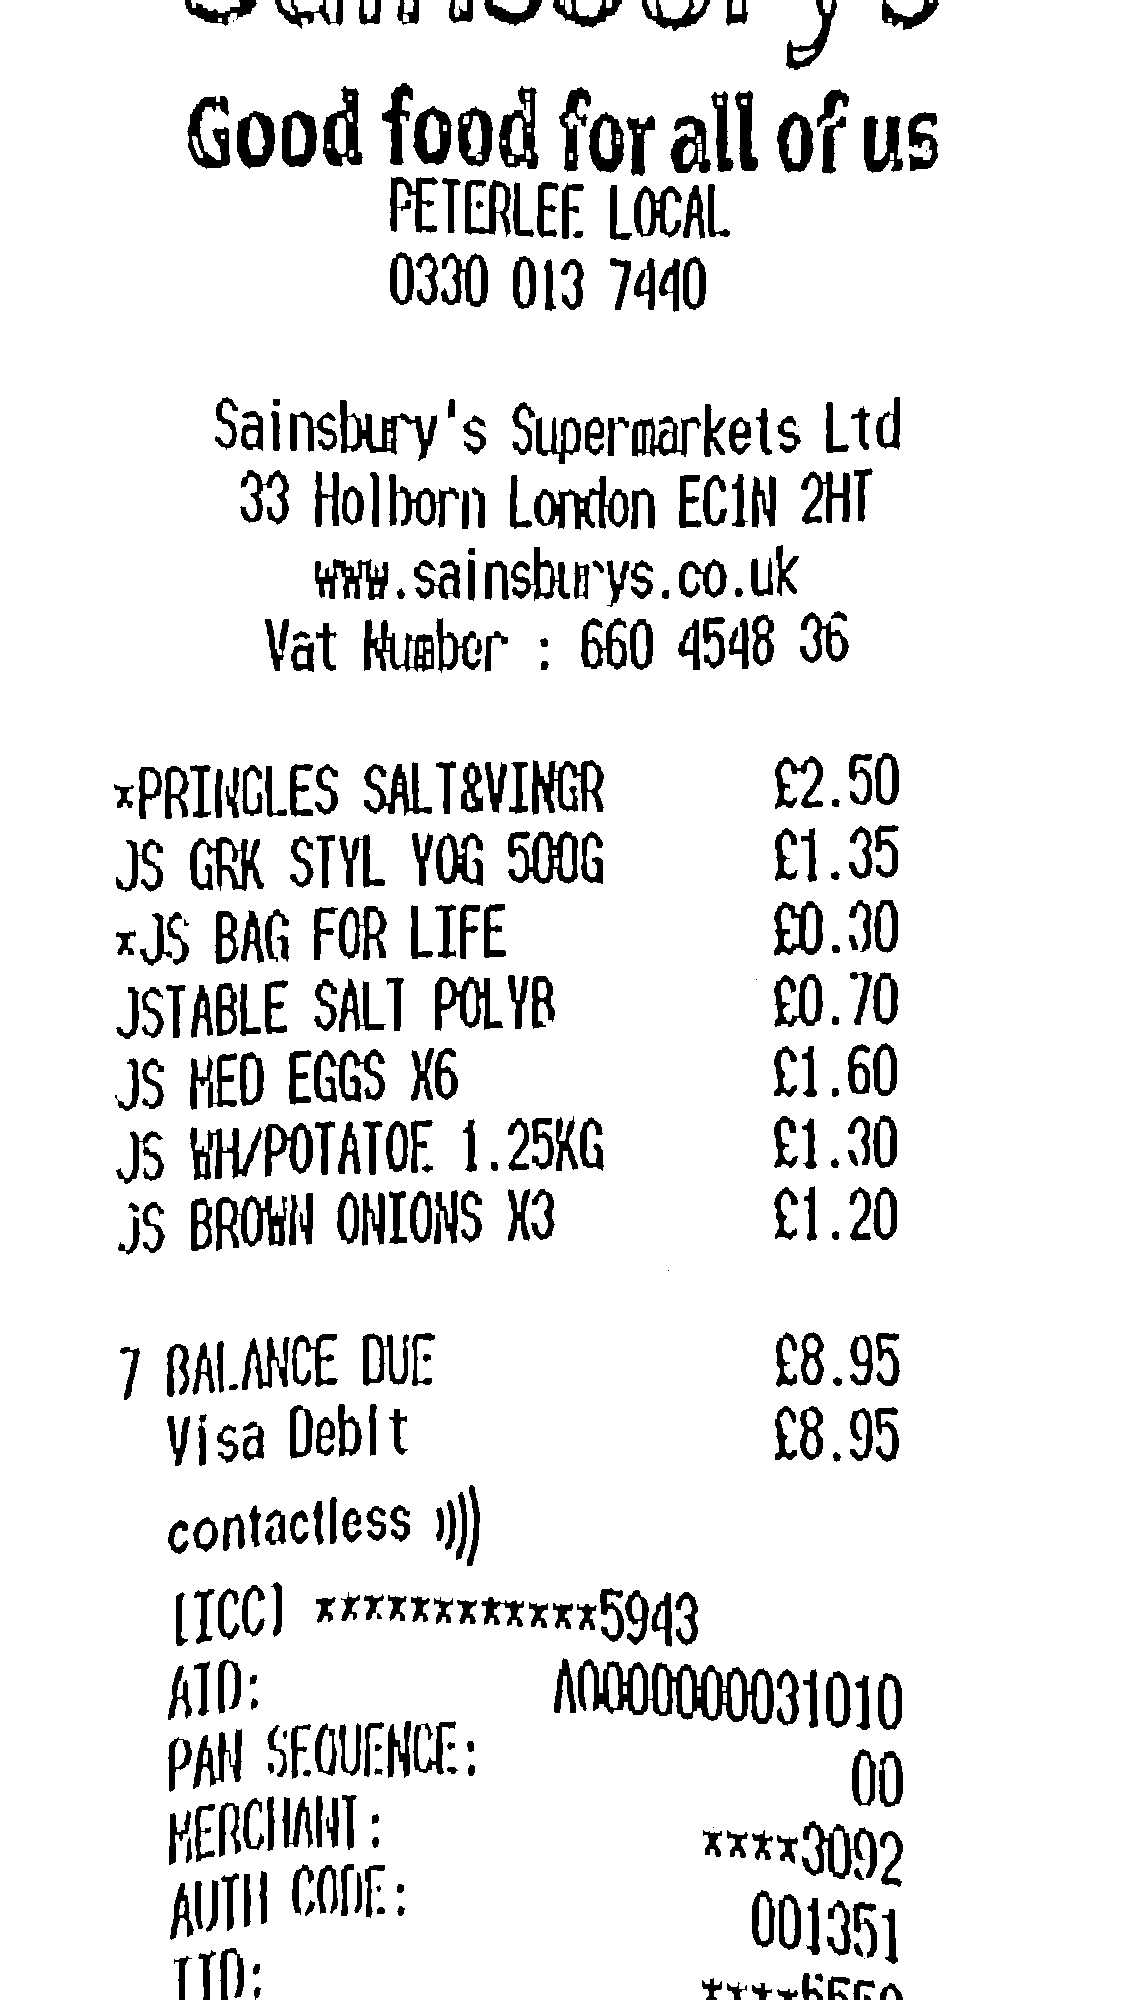 Sainsbury's
Good food for all of us
PETERLEE LOCAL
0330 013 7440
Sainsbury's Supermarkets Ltd
33 Holborn London EC1N 2HT
www.sainsburys.co.uk
Vat Number : 660 4548 36
*PRINGLES SALT&VINGR £2.50
JS GRK STYL YOG 500G £1.35
*JS BAG FOR LIFE £0.30
JSTABLE SALT POLYB £0.70
JS MED EGGS X6 £1.60
JS WH/POTATOE 1.25KG £1.30
JS BROWN ONIONS X3 £1.20
7 BALANCE DUE £8.95
Visa Debit £8.95
contactless
[ICC] ************5943
AID: A0000000031010
PAN SEQUENCE: 00
MERCHANT: ****3092
AUTH CODE: 001351
TID: